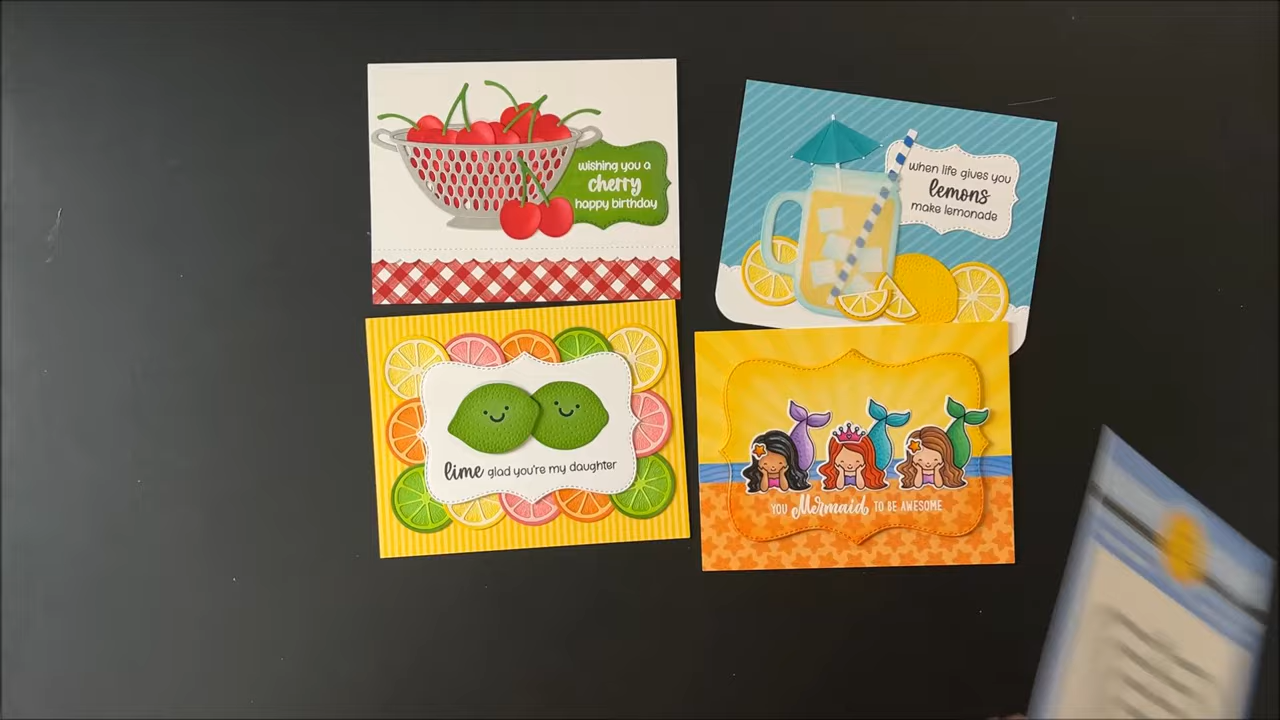 wishing you a
cherry
happy birthday
when life gives you
lemons
make lemonade
lime glad you're my daughter
YOU Mermaid TO BE AWESOME